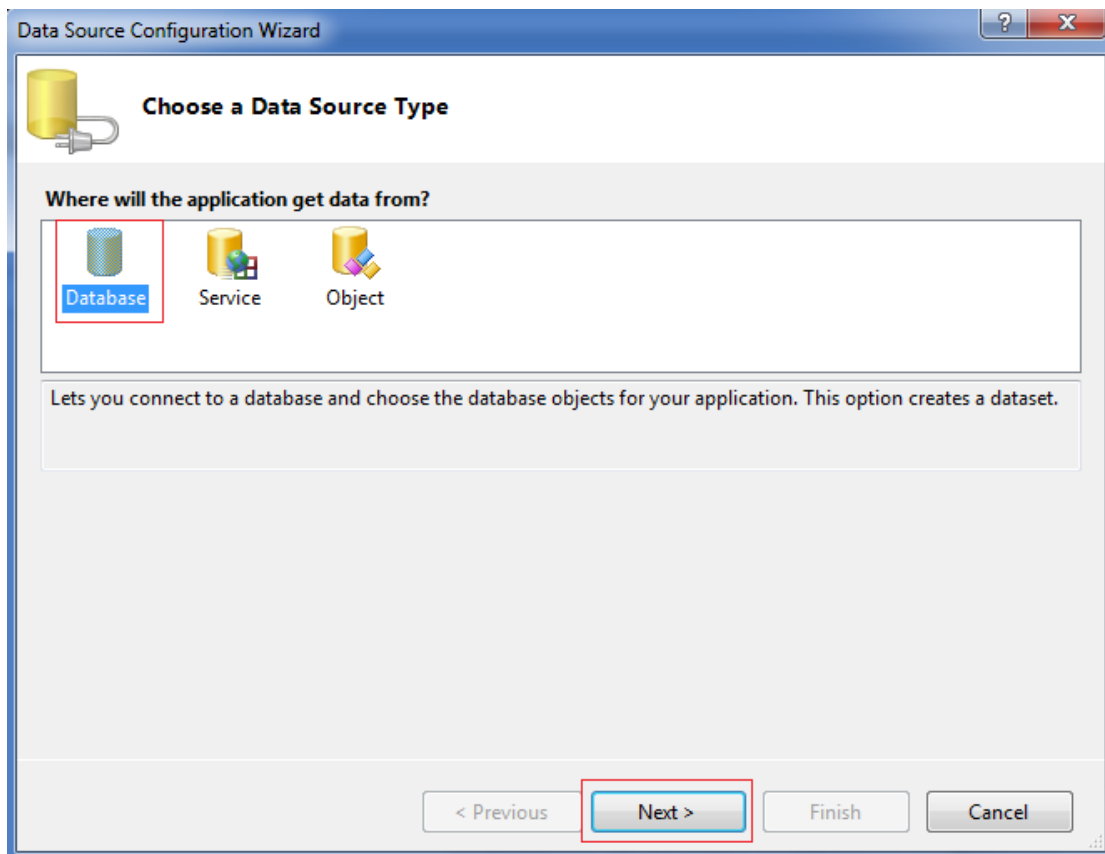 Data Source Configuration Wizard
?
X
Choose a Data Source Type
Where will the application get data from?
Database
Service
Object
Lets you connect to a database and choose the database objects for your application. This option creates a dataset.
< Previous
Next >
Finish
Cancel